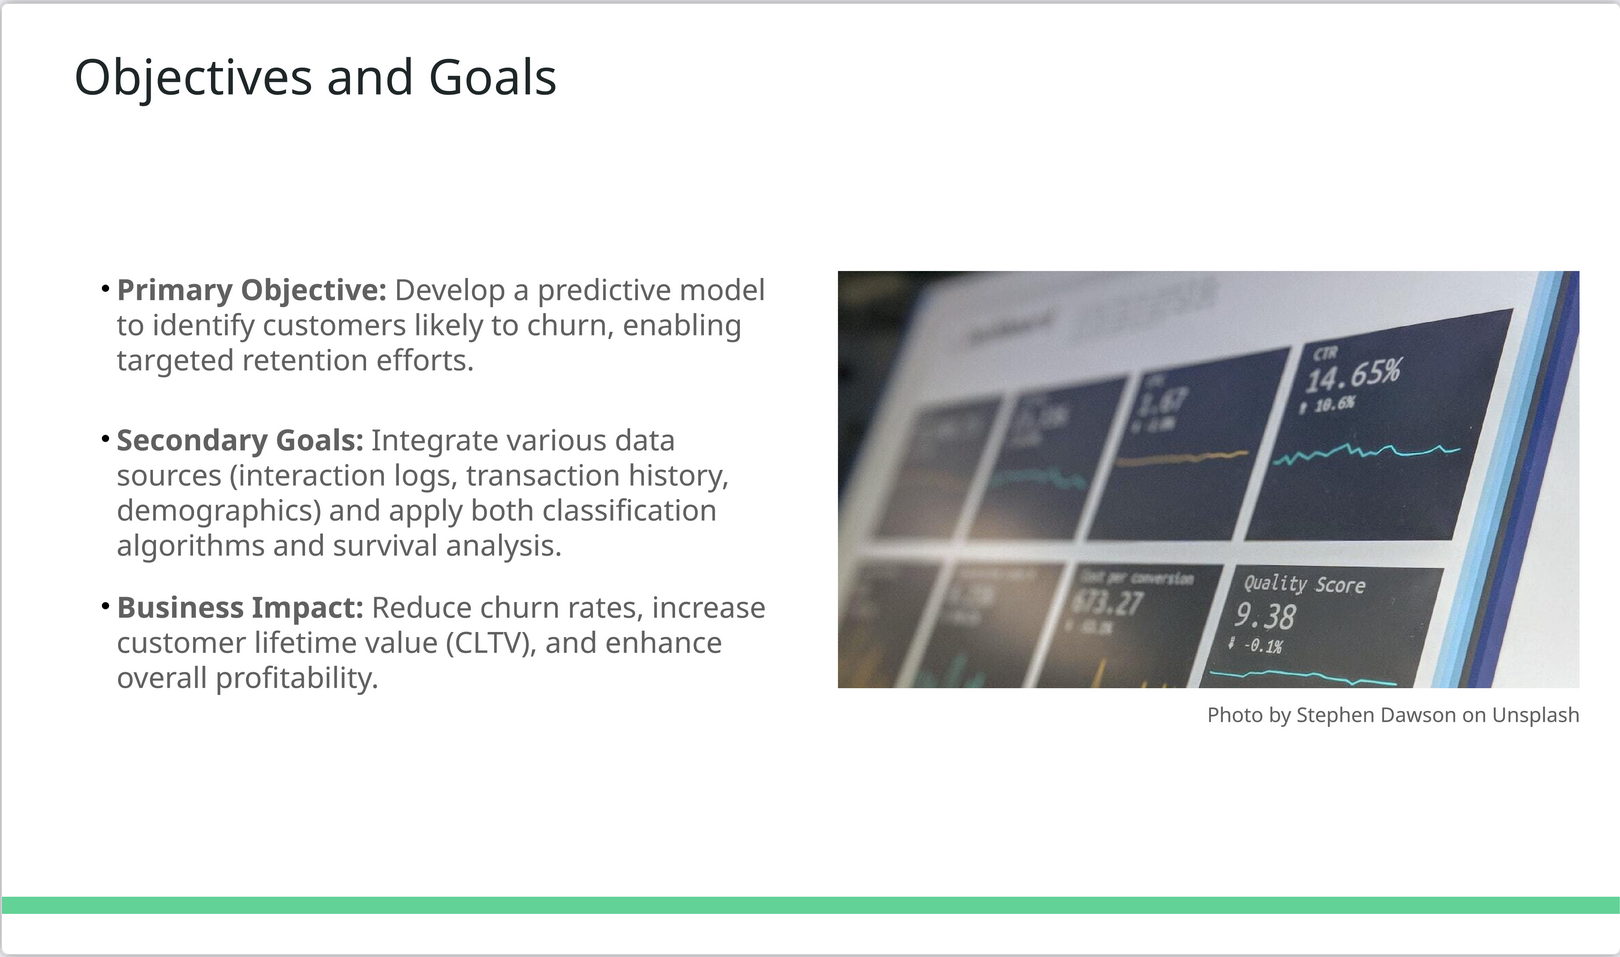 Objectives and Goals
• Primary Objective: Develop a predictive model
to identify customers likely to churn, enabling
targeted retention efforts.
• Secondary Goals: Integrate various data
sources (interaction logs, transaction history,
demographics) and apply both classification
algorithms and survival analysis.
• Business Impact: Reduce churn rates, increase
customer lifetime value (CLTV), and enhance
overall profitability.
CTR
14.65%
10.6%
1.67
Cost per conversion
673.27
Quality Score
9.38
-0.1%
Photo by Stephen Dawson on Unsplash